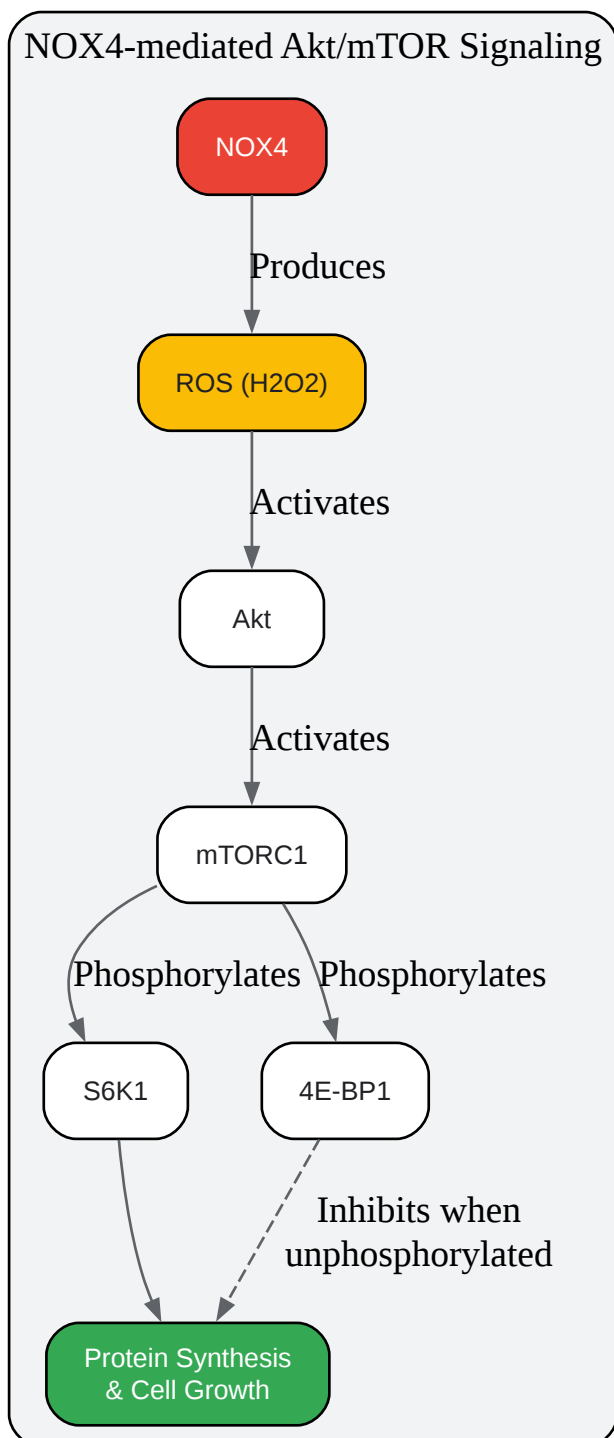 NOX4-mediated Akt/mTOR Signaling
NOX4
Produces
ROS (H2O2)
Activates
Akt
Activates
mTORC1
Phosphorylates
Phosphorylates
S6K1
4E-BP1
Inhibits when
unphosphorylated
Protein Synthesis
& Cell Growth